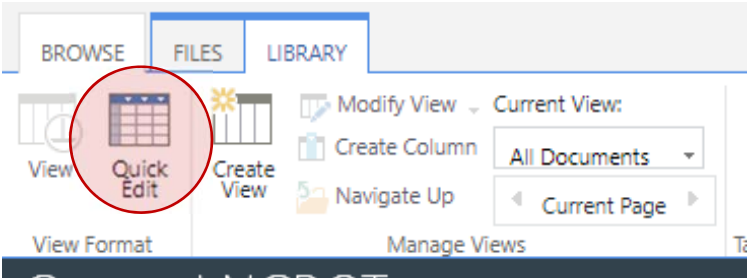 BROWSE FILES LIBRARY
View
Quick
Edit
Create
View
Modify View
Create Column
Navigate Up
Current View:
All Documents
Current Page
View Format
Manage Views